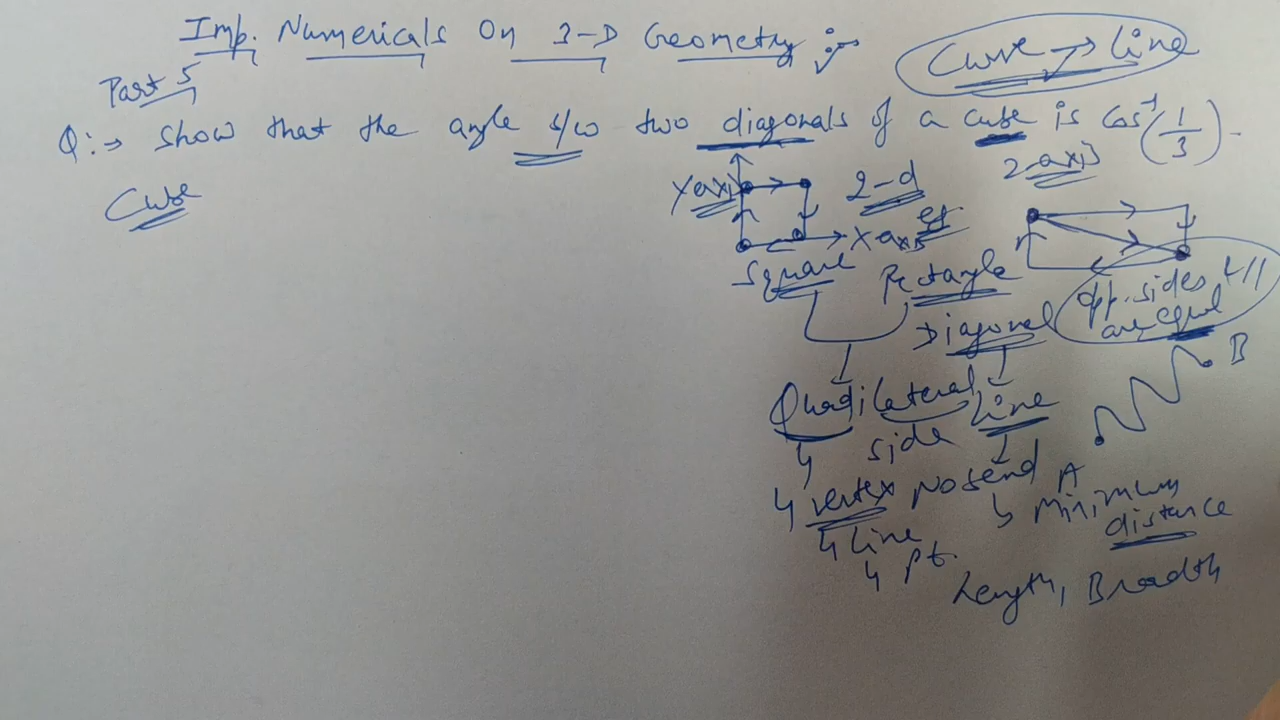 Imp. Numericals On 3-D Geometry :-
Curve → Line
Part 5
Q:→ Show that the angle b/w two diagonals of a cube is Cos⁻¹(1/3).
Cube
Y axis
2-d
2-axis
X axis
Square
Rectangle
opp. sides
are equal
Diagonal
B
Quadilateral
Line
4
side
4 vertex
No end
A
↳ Minimum
distance
4 line
4 pt.
Length, Breadth